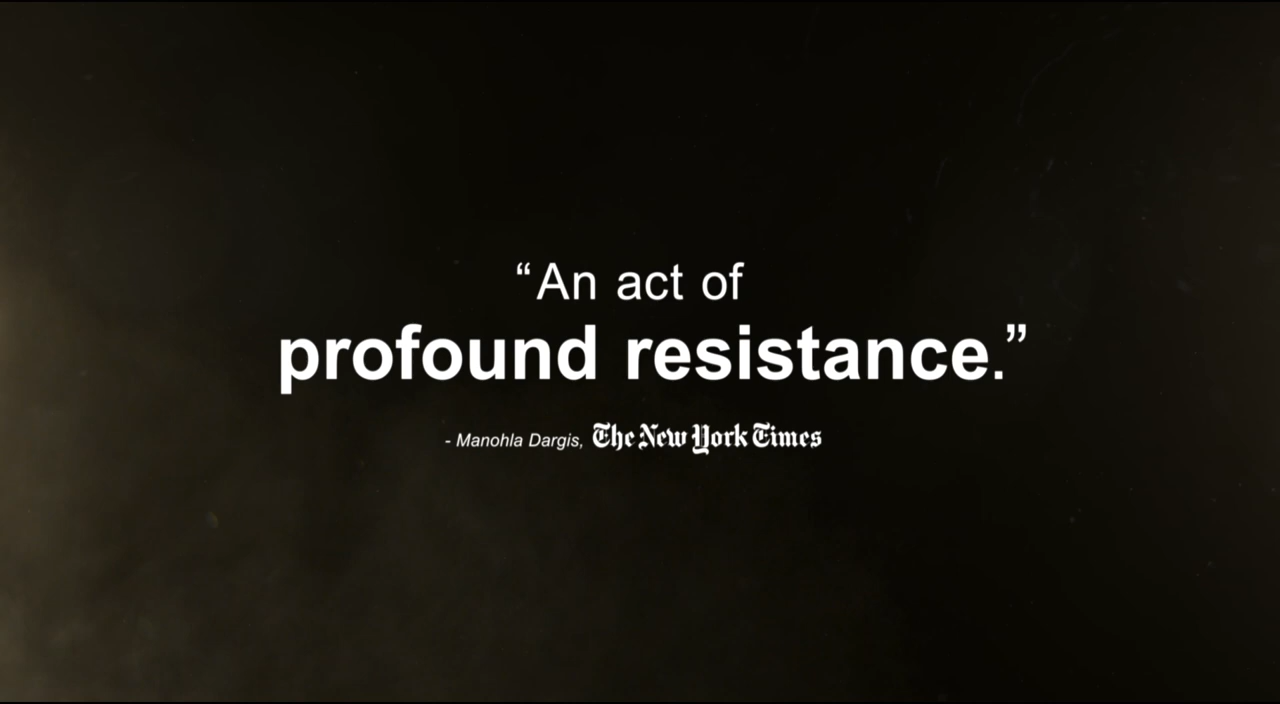 “An act of
profound resistance.”
- Manohla Dargis, The New York Times